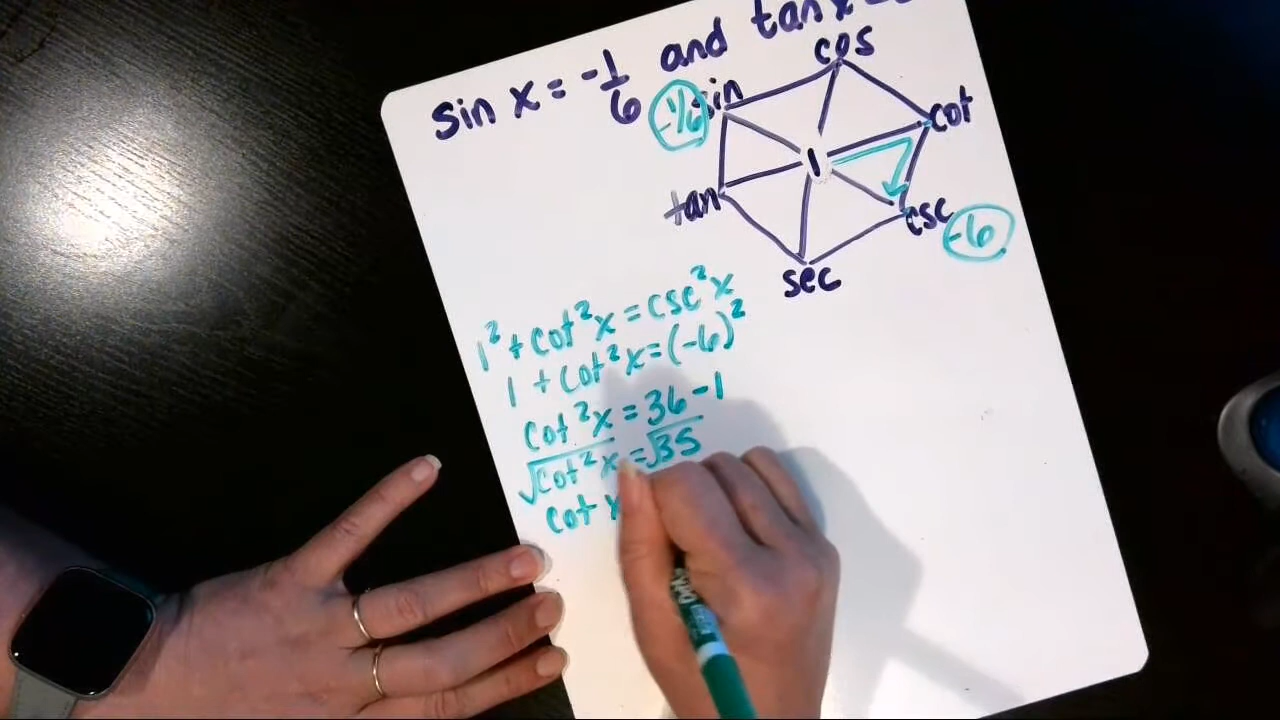 sin x = -1/6 and tan x
cos
-1/6 sin
cot
1
tan
csc -6
sec
1² + cot²x = csc²x
1 + cot²x = (-6)²
cot²x = 36 - 1
√cot²x = √35
cot x